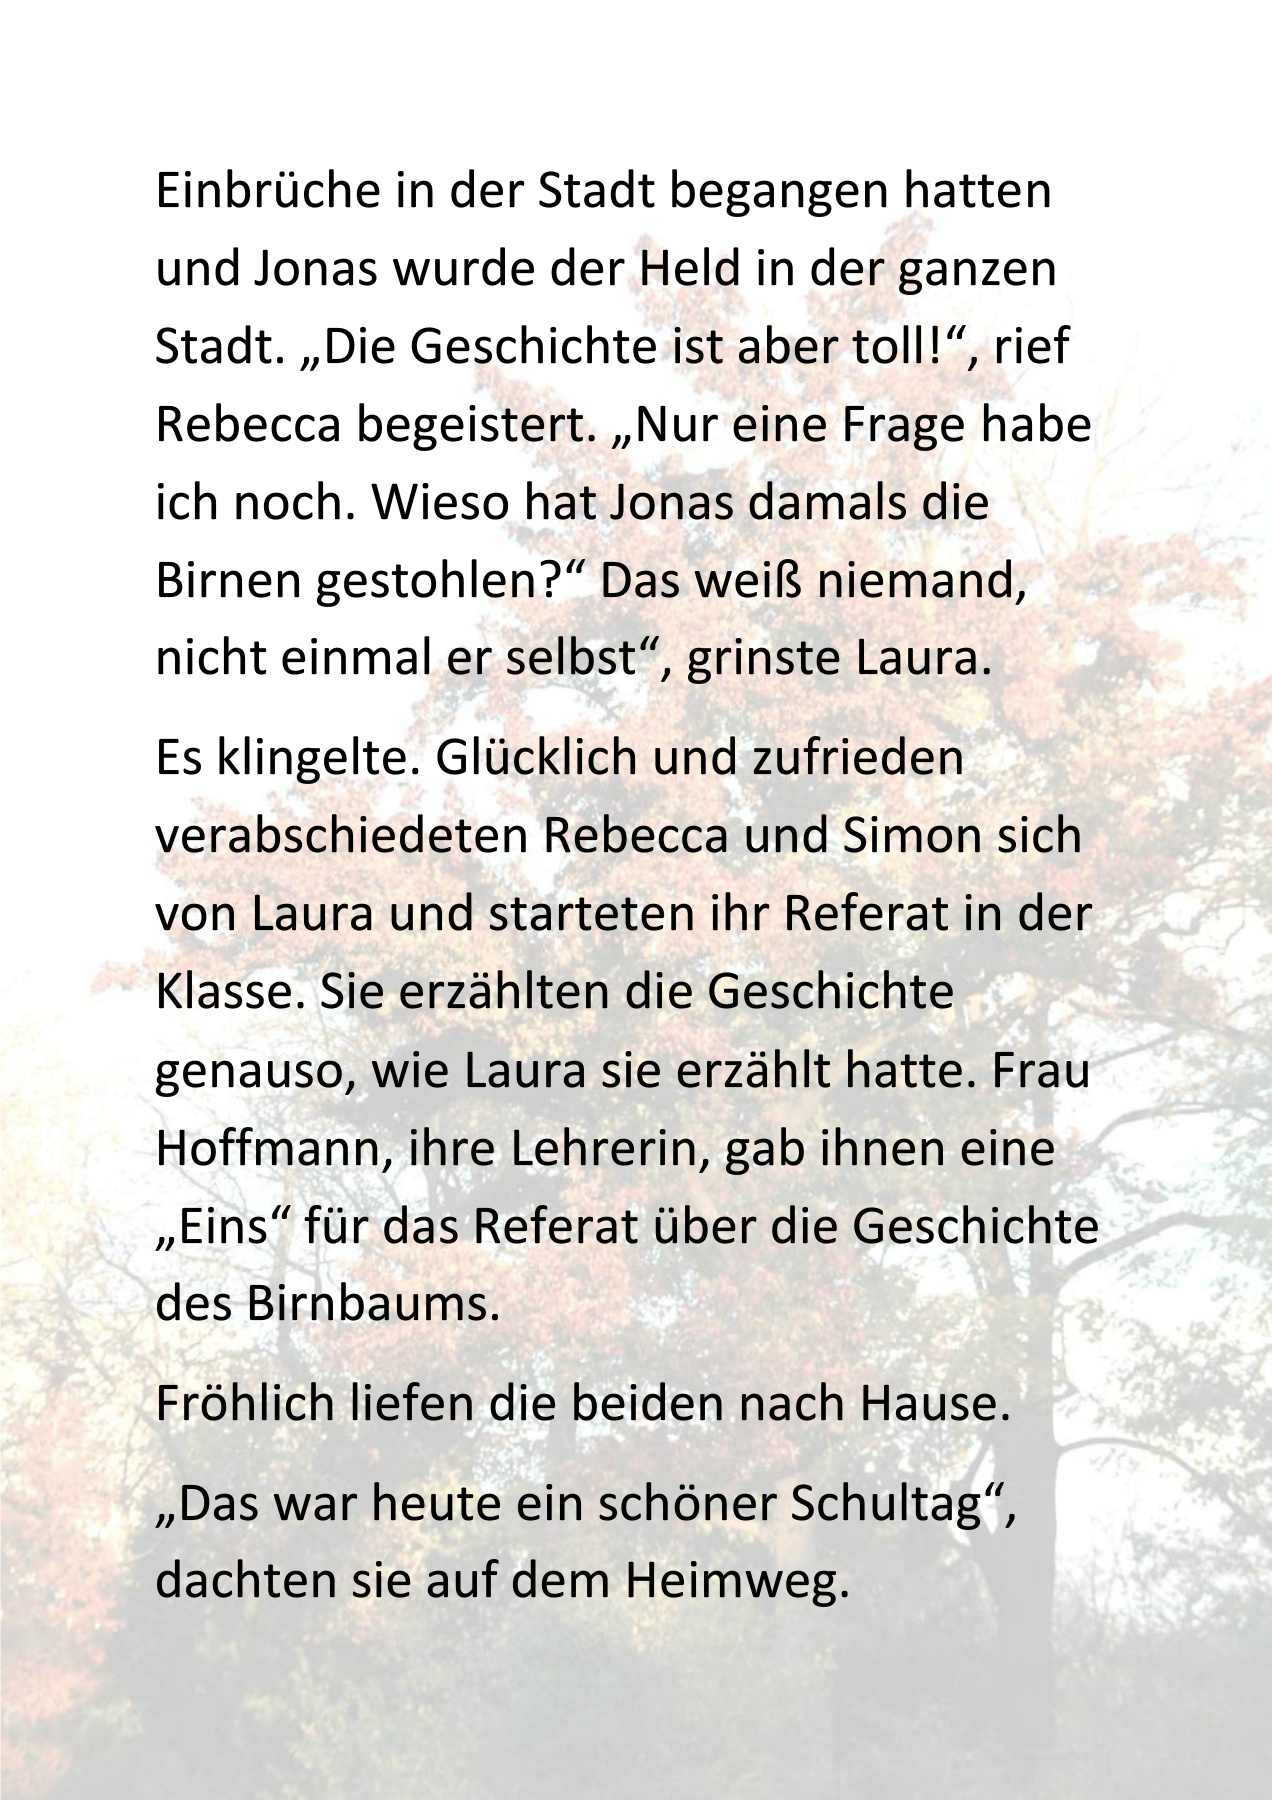 Einbrüche in der Stadt begangen hatten
und Jonas wurde der Held in der ganzen
Stadt. „Die Geschichte ist aber toll!“, rief
Rebecca begeistert. „Nur eine Frage habe
ich noch. Wieso hat Jonas damals die
Birnen gestohlen?“ Das weiß niemand,
nicht einmal er selbst“, grinste Laura.
Es klingelte. Glücklich und zufrieden
verabschiedeten Rebecca und Simon sich
von Laura und starteten ihr Referat in der
Klasse. Sie erzählten die Geschichte
genauso, wie Laura sie erzählt hatte. Frau
Hoffmann, ihre Lehrerin, gab ihnen eine
„Eins“ für das Referat über die Geschichte
des Birnbaums.
Fröhlich liefen die beiden nach Hause.
„Das war heute ein schöner Schultag“,
dachten sie auf dem Heimweg.